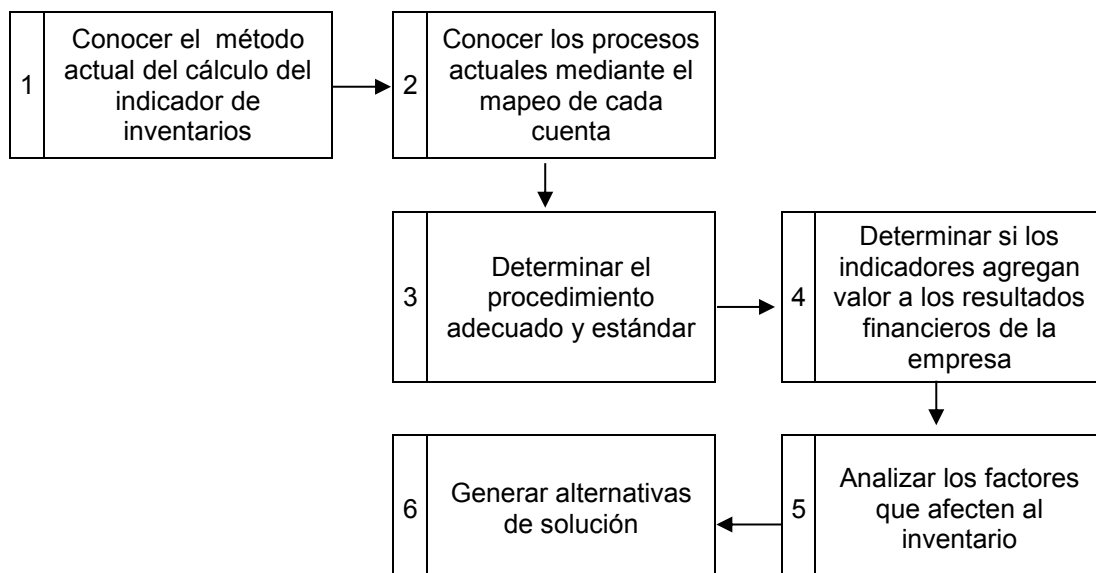 1
Conocer el método
actual del cálculo del
indicador de
inventarios
2
Conocer los procesos
actuales mediante el
mapeo de cada
cuenta
3
Determinar el
procedimiento
adecuado y estándar
4
Determinar si los
indicadores agregan
valor a los resultados
financieros de la
empresa
5
Analizar los factores
que afecten al
inventario
6
Generar alternativas
de solución